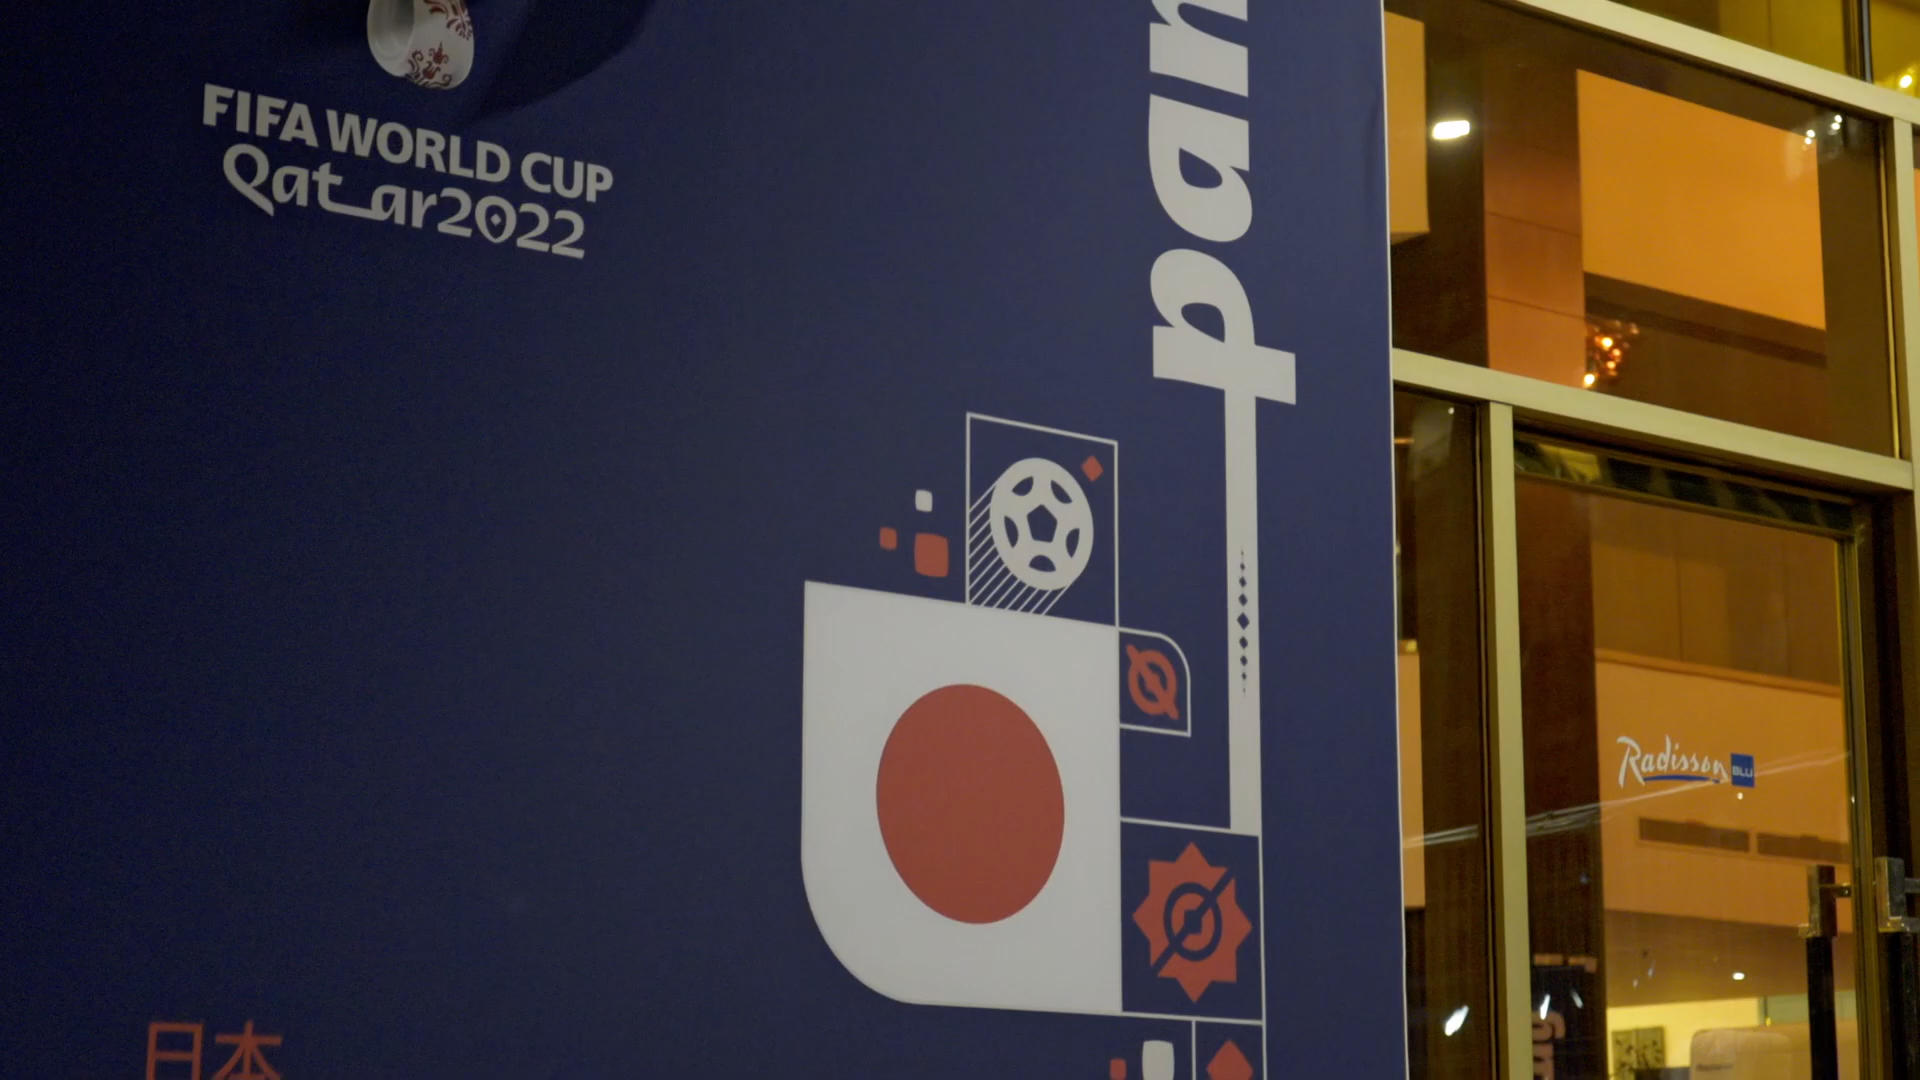 FIFA WORLD CUP
Qatar2022
pan
Radisson
BLU
日本